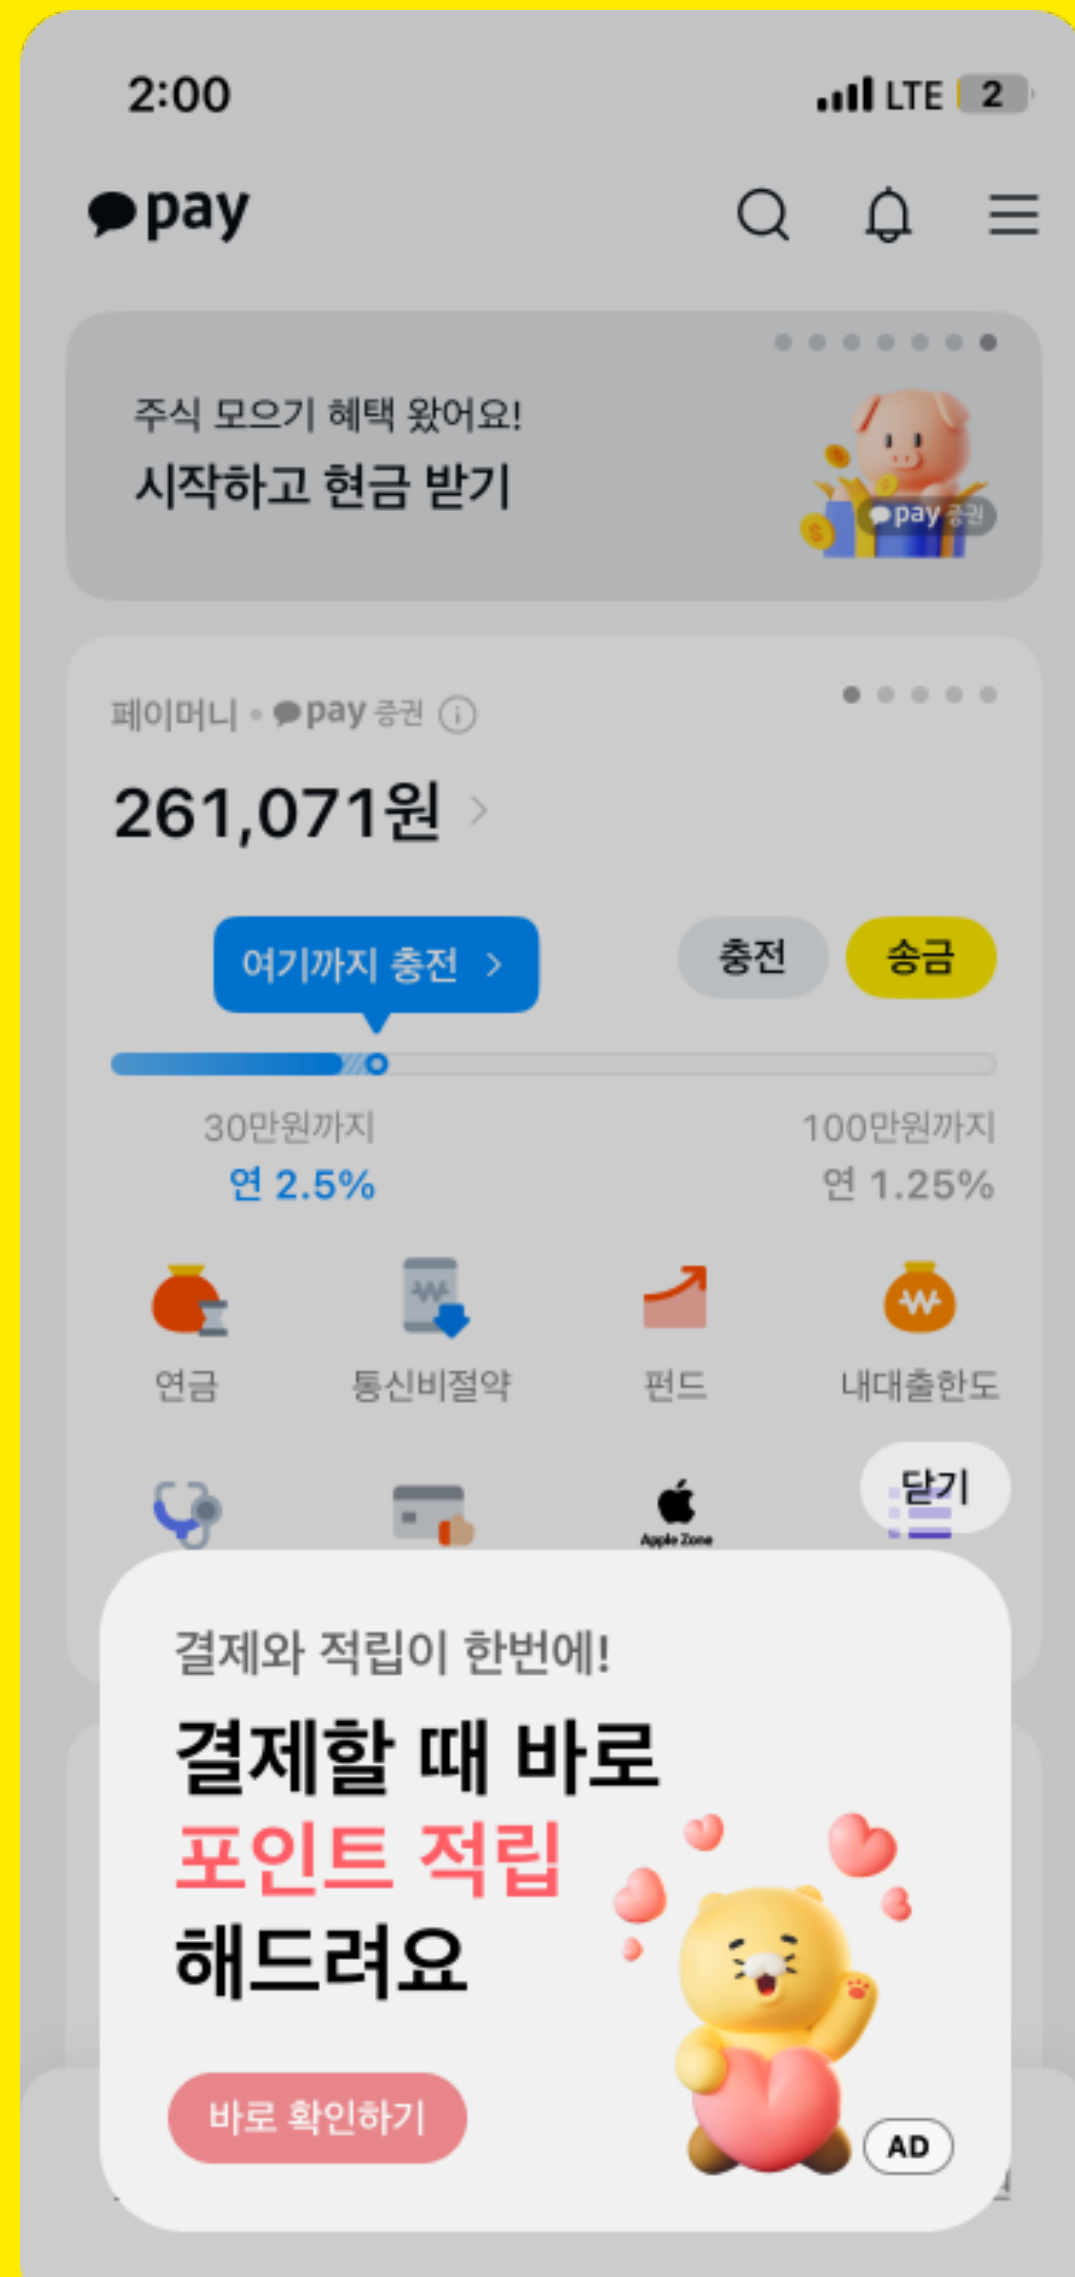 2:00
LTE 2
pay
주식 모으기 혜택 왔어요!
시작하고 현금 받기
pay 증권
페이머니 • pay 증권
261,071원 >
여기까지 충전 >
충전
송금
30만원까지
100만원까지
연 2.5%
연 1.25%
연금
통신비절약
펀드
내대출한도
닫기
Apple Zone
결제와 적립이 한번에!
결제할 때 바로
포인트 적립
해드려요
바로 확인하기
AD